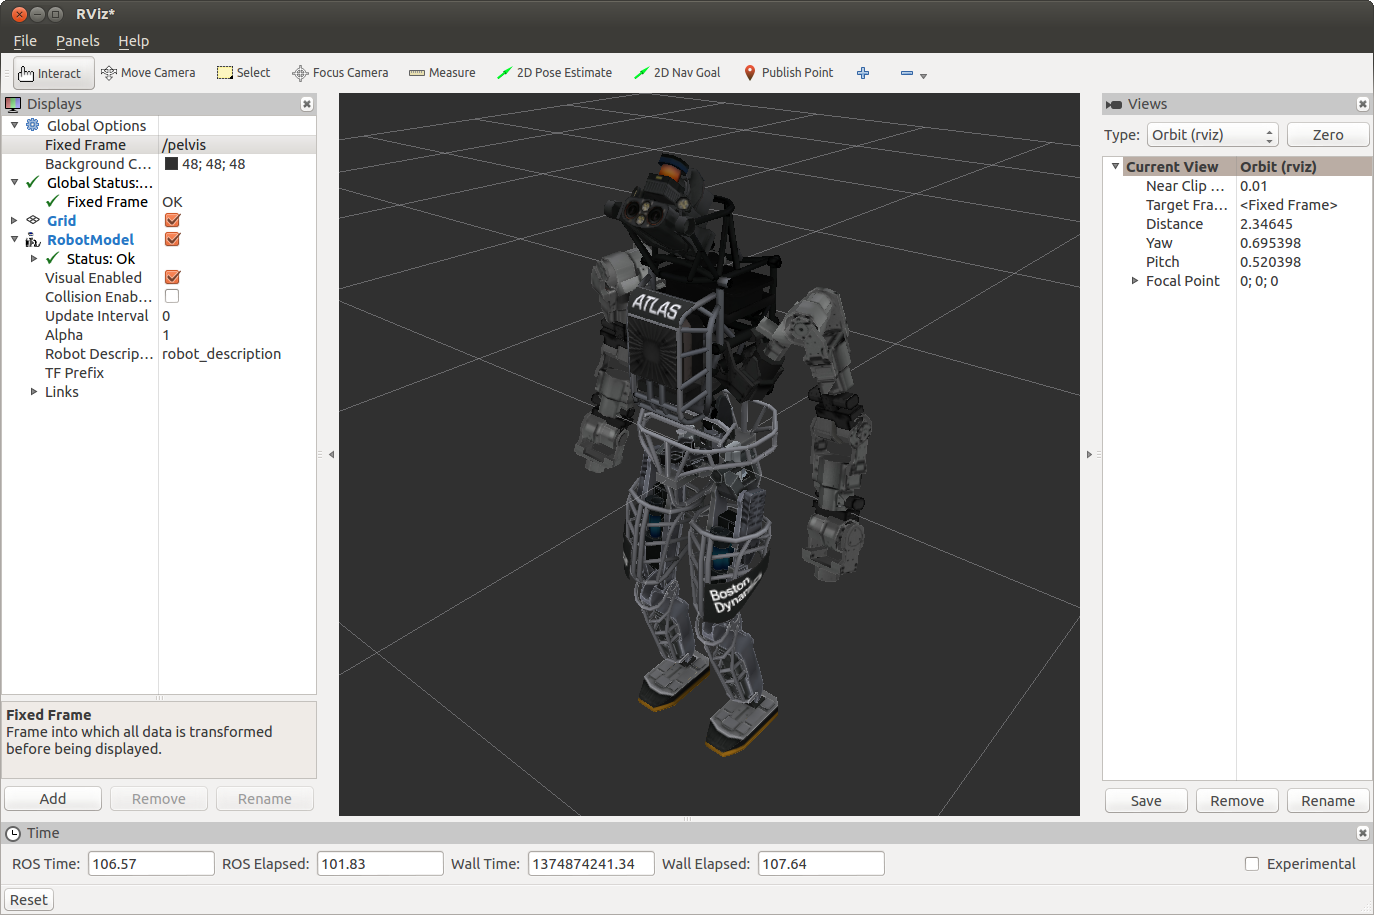 RViz*
File Panels Help
Interact Move Camera Select Focus Camera Measure 2D Pose Estimate 2D Nav Goal Publish Point
Displays
Global Options
Fixed Frame /pelvis
Background C... 48; 48; 48
Global Status:...
Fixed Frame OK
Grid
RobotModel
Status: Ok
Visual Enabled
Collision Enab...
Update Interval 0
Alpha 1
Robot Descrip... robot_description
TF Prefix
Links
Fixed Frame
Frame into which all data is transformed
before being displayed.
Add Remove Rename
ATLAS
Boston
Views
Type: Orbit (rviz) Zero
Current View Orbit (rviz)
Near Clip ... 0.01
Target Fra... <Fixed Frame>
Distance 2.34645
Yaw 0.695398
Pitch 0.520398
Focal Point 0; 0; 0
Save Remove Rename
Time
ROS Time: 106.57 ROS Elapsed: 101.83 Wall Time: 1374874241.34 Wall Elapsed: 107.64 Experimental
Reset